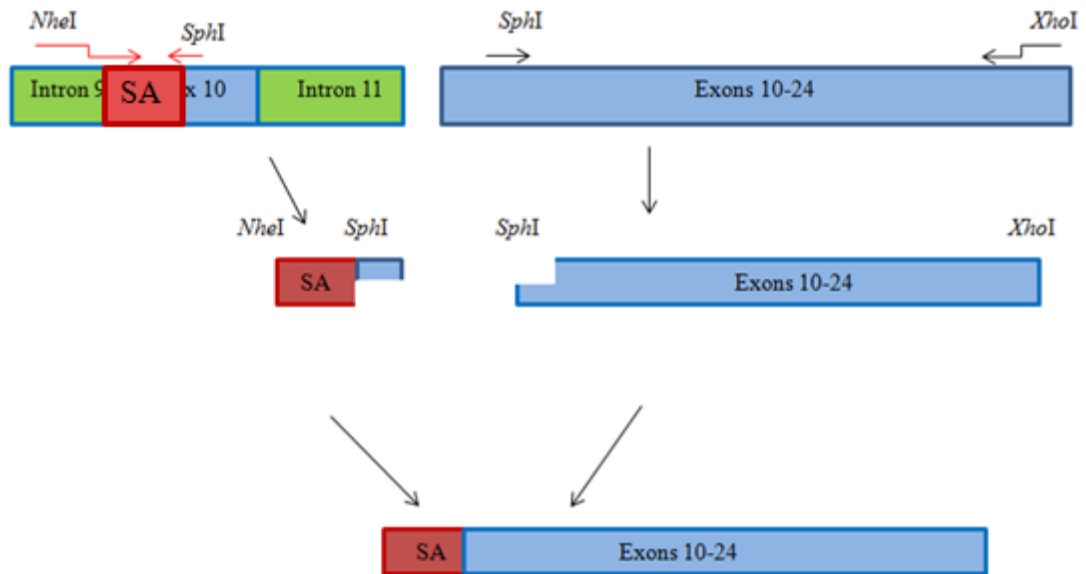 NheI
SphI
SphI
XhoI
Intron 9
SA
x 10
Intron 11
Exons 10-24
NheI
SphI
SphI
XhoI
SA
Exons 10-24
SA
Exons 10-24